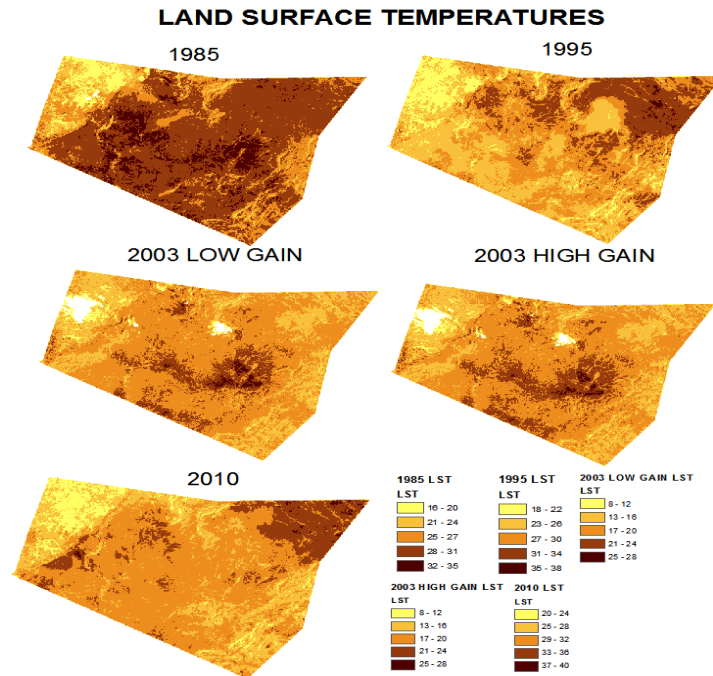 LAND SURFACE TEMPERATURES
1985
1995
2003 LOW GAIN
2003 HIGH GAIN
2010
1985 LST
LST
16 - 20
21 - 24
25 - 27
28 - 31
32 - 35
1995 LST
LST
18 - 22
23 - 26
27 - 30
31 - 34
35 - 38
2003 LOW GAIN LST
LST
8 - 12
13 - 16
17 - 20
21 - 24
25 - 28
2003 HIGH GAIN LST
LST
8 - 12
13 - 16
17 - 20
21 - 24
25 - 28
2010 LST
LST
20 - 24
25 - 28
29 - 32
33 - 36
37 - 40